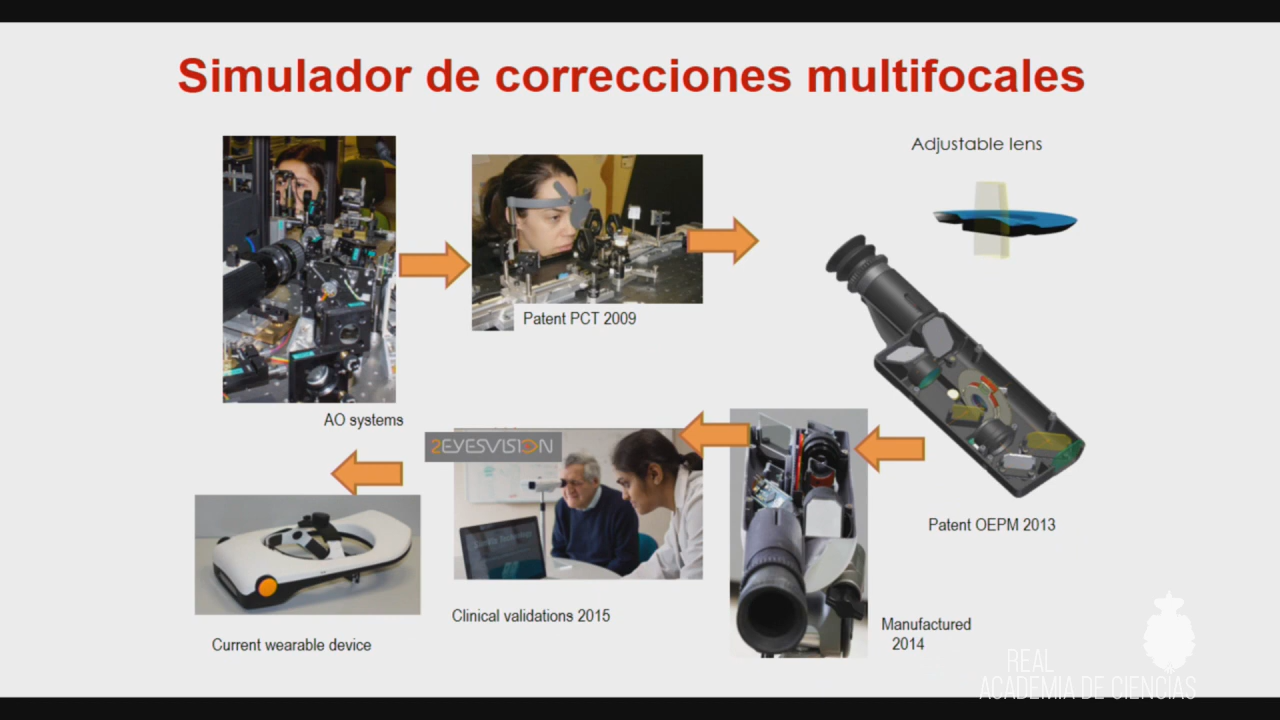 Simulador de correcciones multifocales
Adjustable lens
Patent PCT 2009
AO systems
2EYESVISION
Patent OEPM 2013
Clinical validations 2015
Manufactured
2014
Current wearable device
REAL
ACADEMIA DE CIENCIAS